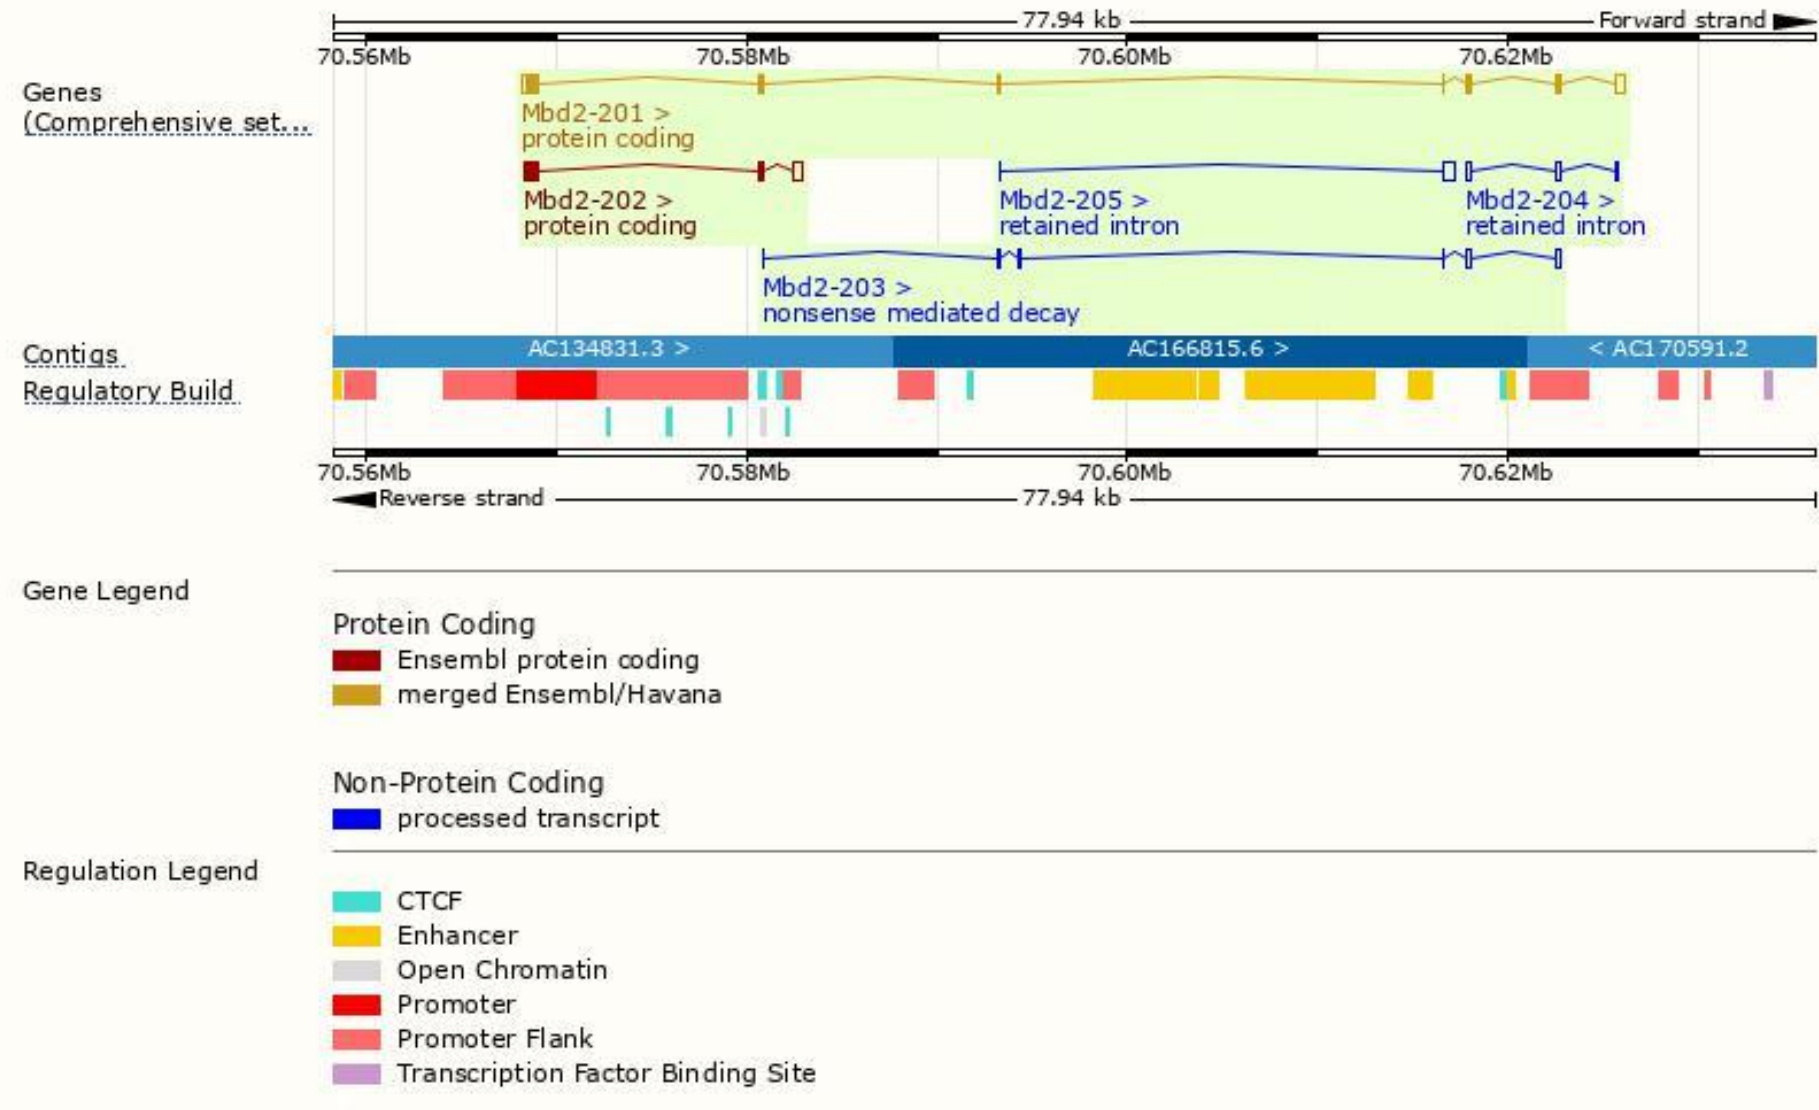 77.94 kb
Forward strand
70.56Mb 70.58Mb 70.60Mb 70.62Mb
Genes
(Comprehensive set...
Mbd2-201 >
protein coding
Mbd2-202 >
protein coding
Mbd2-205 >
retained intron
Mbd2-204 >
retained intron
Mbd2-203 >
nonsense mediated decay
Contigs
AC134831.3 > AC166815.6 > < AC170591.2
Regulatory Build
70.56Mb 70.58Mb 70.60Mb 70.62Mb
Reverse strand 77.94 kb
Gene Legend
Protein Coding
Ensembl protein coding
merged Ensembl/Havana
Non-Protein Coding
processed transcript
Regulation Legend
CTCF
Enhancer
Open Chromatin
Promoter
Promoter Flank
Transcription Factor Binding Site